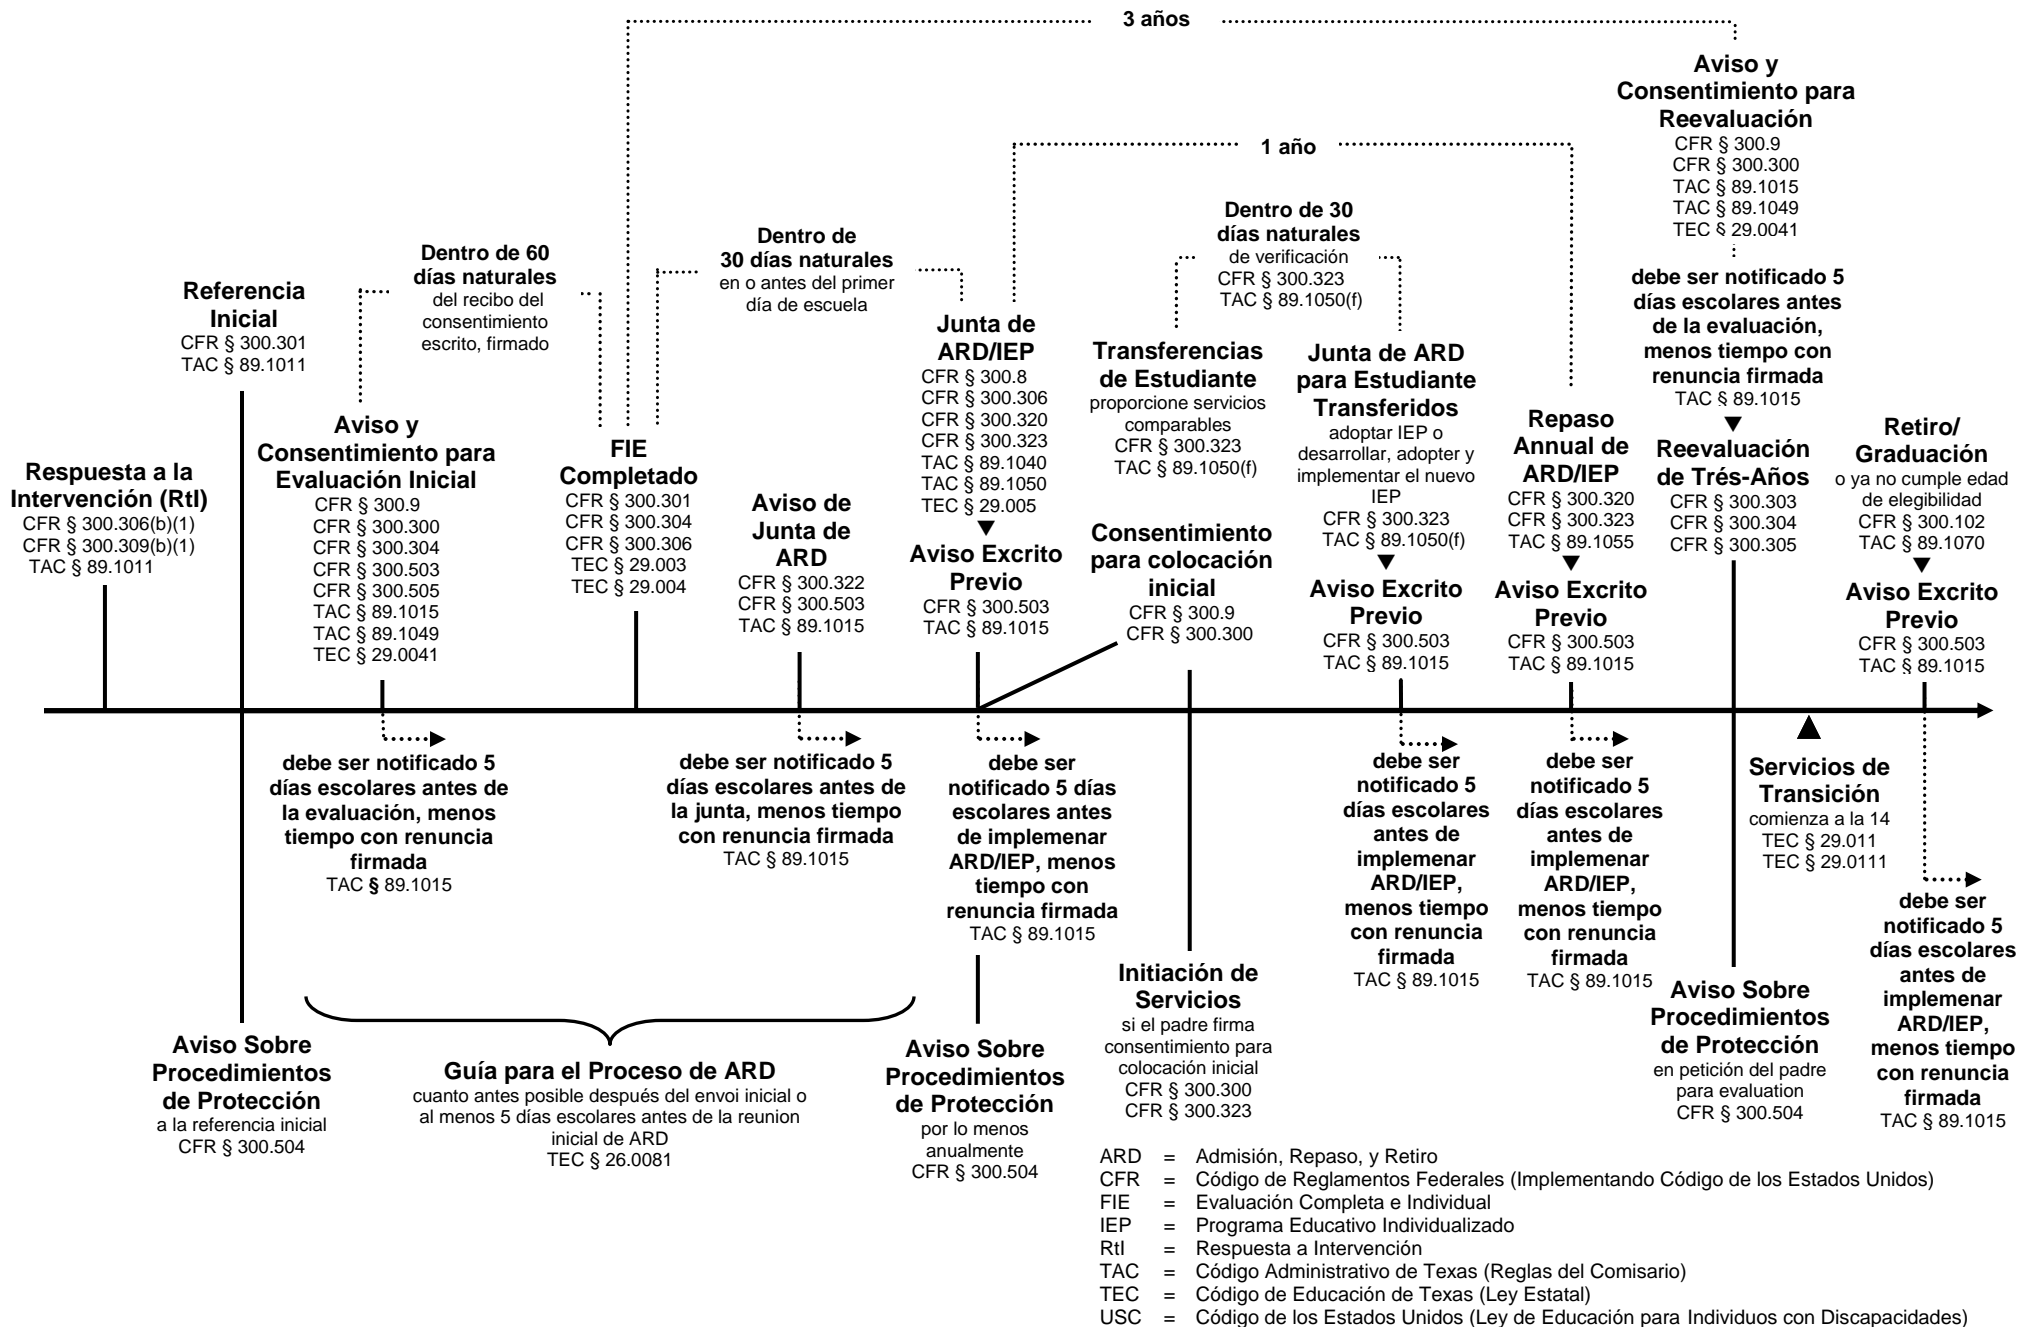 3 años
Aviso y
Consentimiento para
Reevaluación
CFR § 300.9
CFR § 300.300
TAC § 89.1015
TAC § 89.1049
TEC § 29.0041
debe ser notificado 5
días escolares antes
de la evaluación,
menos tiempo con
renuncia firmada
TAC § 89.1015
1 año
Dentro de 30
días naturales
de verificación
CFR § 300.323
TAC § 89.1050(f)
Dentro de
30 días naturales
en o antes del primer
día de escuela
Dentro de 60
días naturales
del recibo del
consentimiento
escrito, firmado
Respuesta a la
Intervención (RtI)
CFR § 300.306(b)(1)
CFR § 300.309(b)(1)
TAC § 89.1011
Referencia
Inicial
CFR § 300.301
TAC § 89.1011
Aviso y
Consentimiento para
Evaluación Inicial
CFR § 300.9
CFR § 300.300
CFR § 300.304
CFR § 300.503
CFR § 300.505
TAC § 89.1015
TAC § 89.1049
TEC § 29.0041
FIE
Completado
CFR § 300.301
CFR § 300.304
CFR § 300.306
TEC § 29.003
TEC § 29.004
Aviso de
Junta de
ARD
CFR § 300.322
CFR § 300.503
TAC § 89.1015
Junta de
ARD/IEP
CFR § 300.8
CFR § 300.306
CFR § 300.320
CFR § 300.323
TAC § 89.1040
TAC § 89.1050
TEC § 29.005
Aviso Excrito
Previo
CFR § 300.503
TAC § 89.1015
Transferencias
de Estudiante
proporcione servicios
comparables
CFR § 300.323
TAC § 89.1050(f)
Consentimiento
para colocación
inicial
CFR § 300.9
CFR § 300.300
Junta de ARD
para Estudiante
Transferidos
adoptar IEP o
desarrollar, adopter y
implementar el nuevo
IEP
CFR § 300.323
TAC § 89.1050(f)
Aviso Excrito
Previo
CFR § 300.503
TAC § 89.1015
Repaso
Annual de
ARD/IEP
CFR § 300.320
CFR § 300.323
TAC § 89.1055
Aviso Excrito
Previo
CFR § 300.503
TAC § 89.1015
Reevaluación
de Trés-Años
CFR § 300.303
CFR § 300.304
CFR § 300.305
Retiro/
Graduación
o ya no cumple edad
de elegibilidad
CFR § 300.102
TAC § 89.1070
Aviso Excrito
Previo
CFR § 300.503
TAC § 89.1015
debe ser notificado 5
días escolares antes de
la evaluación, menos
tiempo con renuncia
firmada
TAC § 89.1015
debe ser notificado 5
días escolares antes de
la junta, menos tiempo
con renuncia firmada
TAC § 89.1015
debe ser
notificado 5 días
escolares antes
de implemenar
ARD/IEP, menos
tiempo con
renuncia firmada
TAC § 89.1015
debe ser
notificado 5
días escolares
antes de
implemenar
ARD/IEP,
menos tiempo
con renuncia
firmada
TAC § 89.1015
debe ser
notificado 5
días escolares
antes de
implemenar
ARD/IEP,
menos tiempo
con renuncia
firmada
TAC § 89.1015
Servicios de
Transición
comienza a la 14
TEC § 29.011
TEC § 29.0111
debe ser
notificado 5
días escolares
antes de
implemenar
ARD/IEP,
menos tiempo
con renuncia
firmada
TAC § 89.1015
Aviso Sobre
Procedimientos
de Protección
a la referencia inicial
CFR § 300.504
Guía para el Proceso de ARD
cuanto antes posible después del envoi inicial o
al menos 5 días escolares antes de la reunion
inicial de ARD
TEC § 26.0081
Aviso Sobre
Procedimientos
de Protección
por lo menos
anualmente
CFR § 300.504
Initiación de
Servicios
si el padre firma
consentimiento para
colocación inicial
CFR § 300.300
CFR § 300.323
Aviso Sobre
Procedimientos
de Protección
en petición del padre
para evaluation
CFR § 300.504
ARD = Admisión, Repaso, y Retiro
CFR = Código de Reglamentos Federales (Implementando Código de los Estados Unidos)
FIE = Evaluación Completa e Individual
IEP = Programa Educativo Individualizado
RtI = Respuesta a Intervención
TAC = Código Administrativo de Texas (Reglas del Comisario)
TEC = Código de Educación de Texas (Ley Estatal)
USC = Código de los Estados Unidos (Ley de Educación para Individuos con Discapacidades)